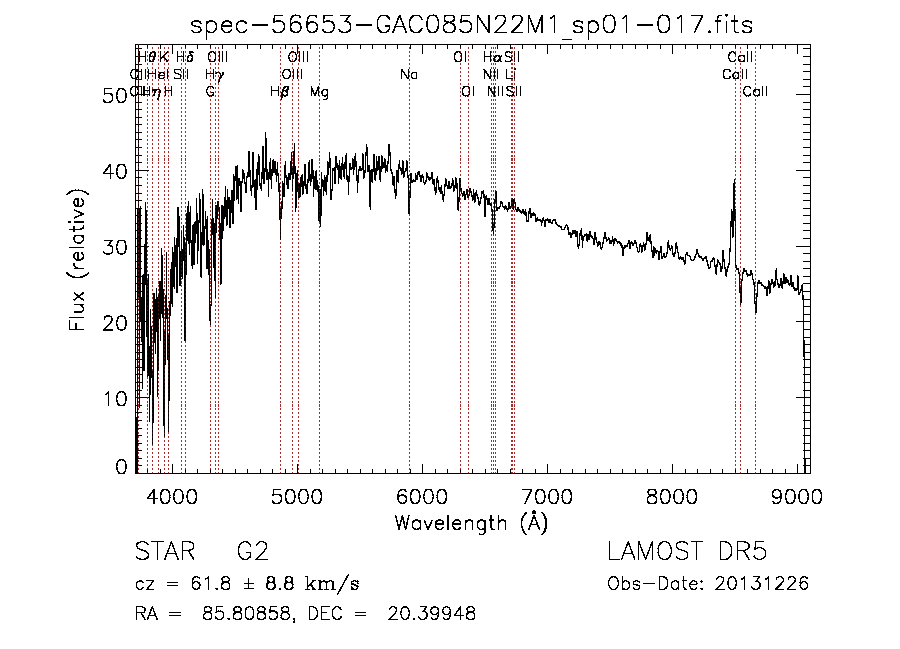 spec-56653-GAC085N22M1_sp01-017.fits
Hθ K Hδ OIII OIII OI Hα SII CaII
OII HeI SII Hγ OIII Na NII Li CaII
Hη H G Hβ Mg OI NII SII CaII
50
40
30
20
10
0
Flux (relative)
4000 5000 6000 7000 8000 9000
Wavelength (Å)
STAR G2 LAMOST DR5
cz = 61.8 ± 8.8 km/s Obs-Date: 20131226
RA = 85.80858, DEC = 20.39948